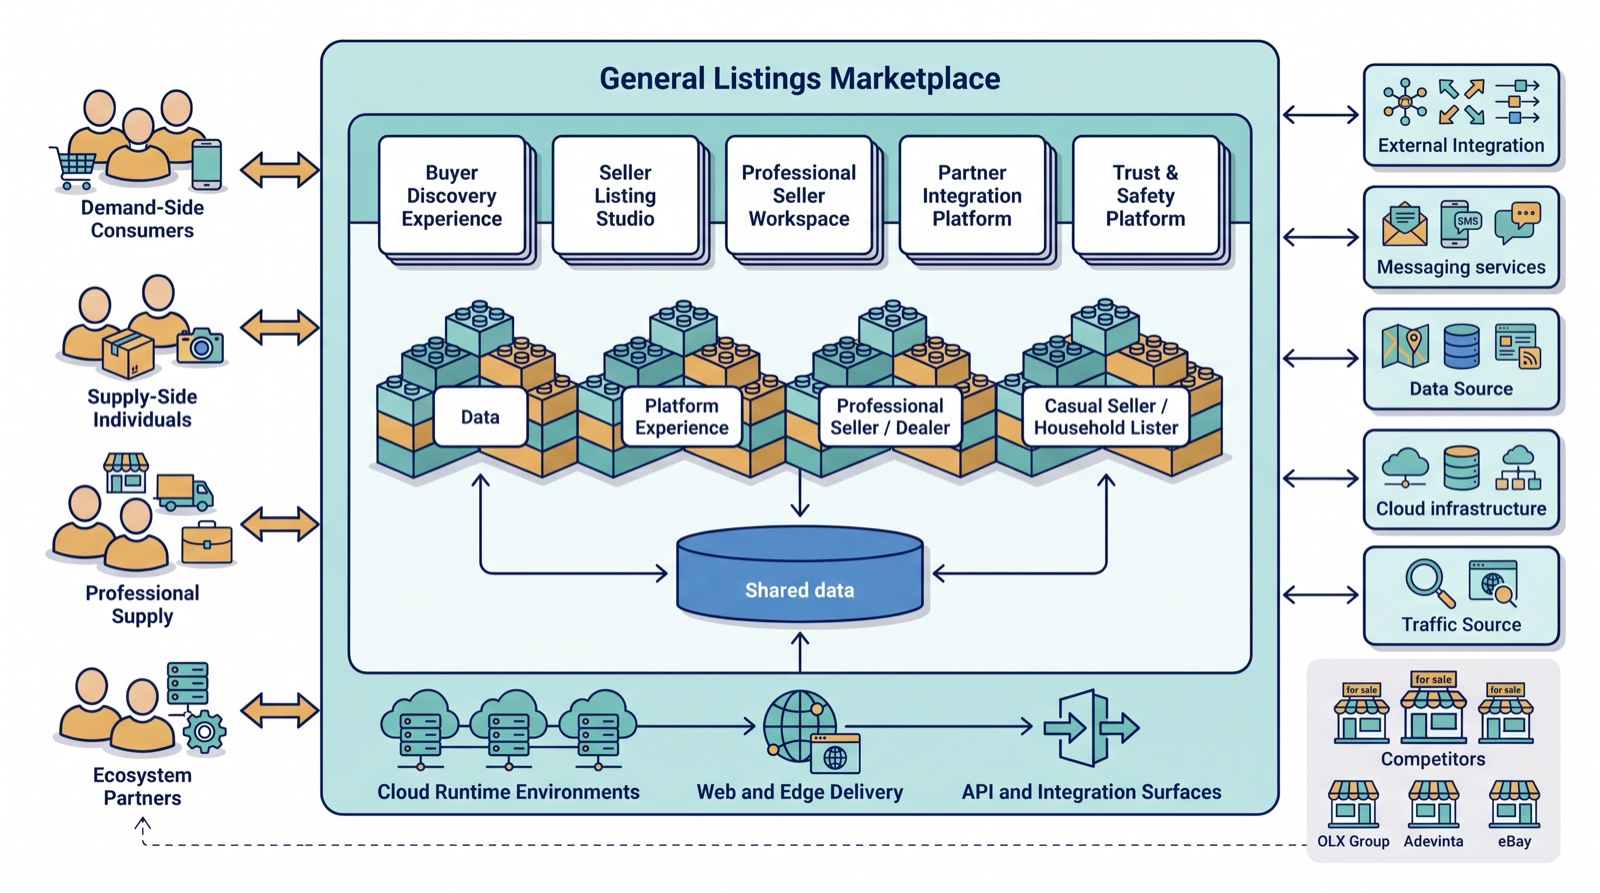 General Listings Marketplace
Buyer
Discovery
Experience
Seller
Listing
Studio
Professional
Seller
Workspace
Partner
Integration
Platform
Trust &
Safety
Platform
Demand-Side
Consumers
Supply-Side
Individuals
Professional
Supply
Ecosystem
Partners
Data
Platform
Experience
Professional
Seller / Dealer
Casual Seller /
Household Lister
Shared data
Cloud Runtime Environments
Web and Edge Delivery
API and Integration Surfaces
External Integration
SMS
Messaging services
Data Source
Cloud infrastructure
Traffic Source
for sale
for sale
for sale
Competitors
OLX Group
Adevinta
eBay